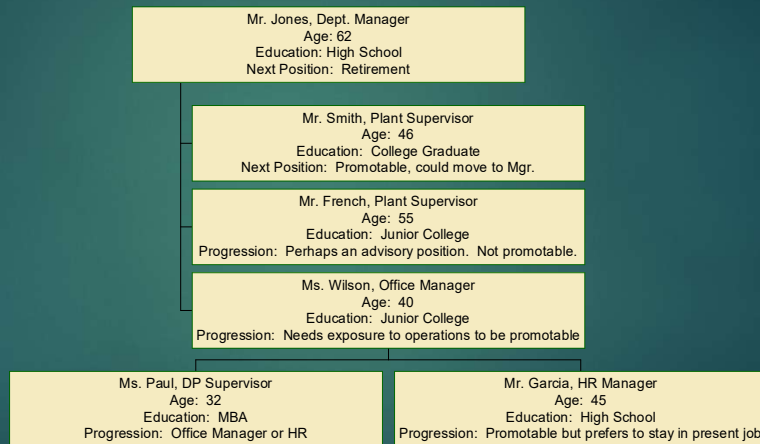 Mr. Jones, Dept. Manager
Age: 62
Education: High School
Next Position: Retirement
Mr. Smith, Plant Supervisor
Age: 46
Education: College Graduate
Next Position: Promotable, could move to Mgr.
Mr. French, Plant Supervisor
Age: 55
Education: Junior College
Progression: Perhaps an advisory position. Not promotable.
Ms. Wilson, Office Manager
Age: 40
Education: Junior College
Progression: Needs exposure to operations to be promotable
Ms. Paul, DP Supervisor
Age: 32
Education: MBA
Progression: Office Manager or HR
Mr. Garcia, HR Manager
Age: 45
Education: High School
Progression: Promotable but prefers to stay in present job